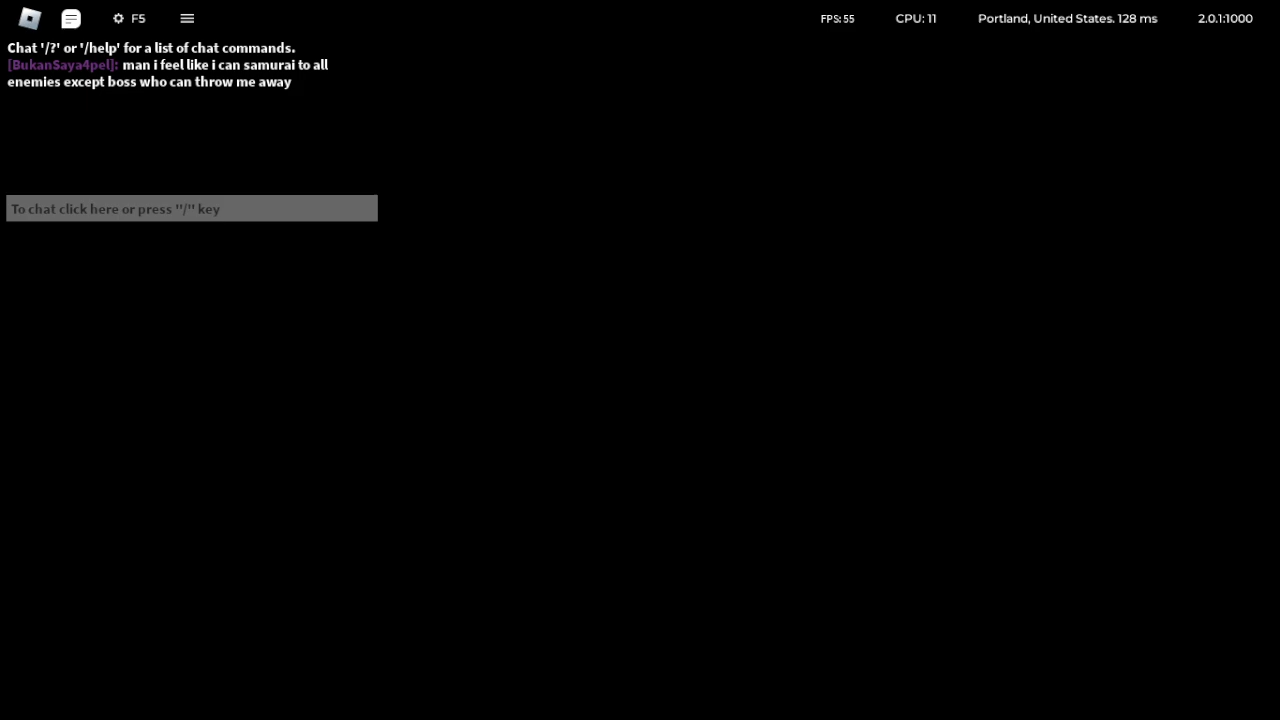 F5
FPS: 55
CPU: 11
Portland, United States. 128 ms
2.0.1:1000
Chat '/?' or '/help' for a list of chat commands.
[BukanSaya4pel]: man i feel like i can samurai to all
enemies except boss who can throw me away
To chat click here or press "/" key